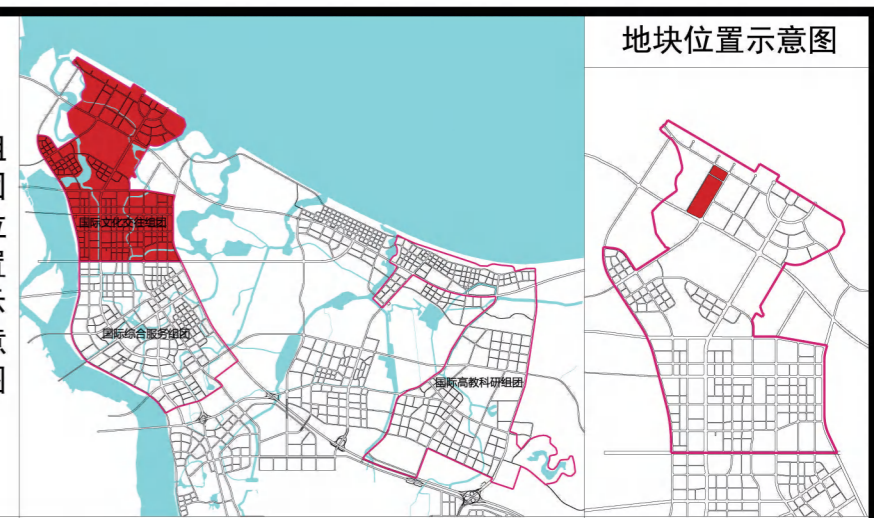 地块位置示意图
国际文化交往组团
国际综合服务组团
国际高教科研组团